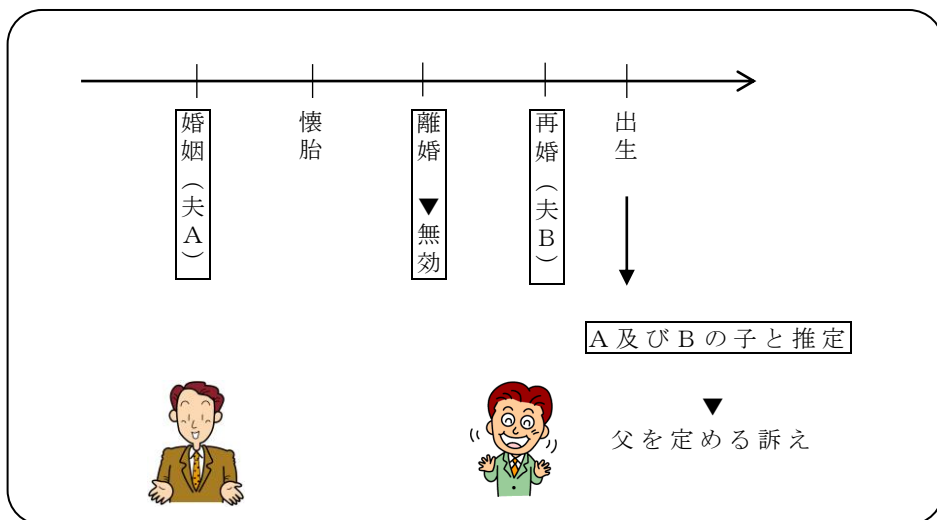 婚姻（夫A）
懐胎
離婚　▼無効
再婚（夫B）
出生
A及びBの子と推定
▼
父を定める訴え